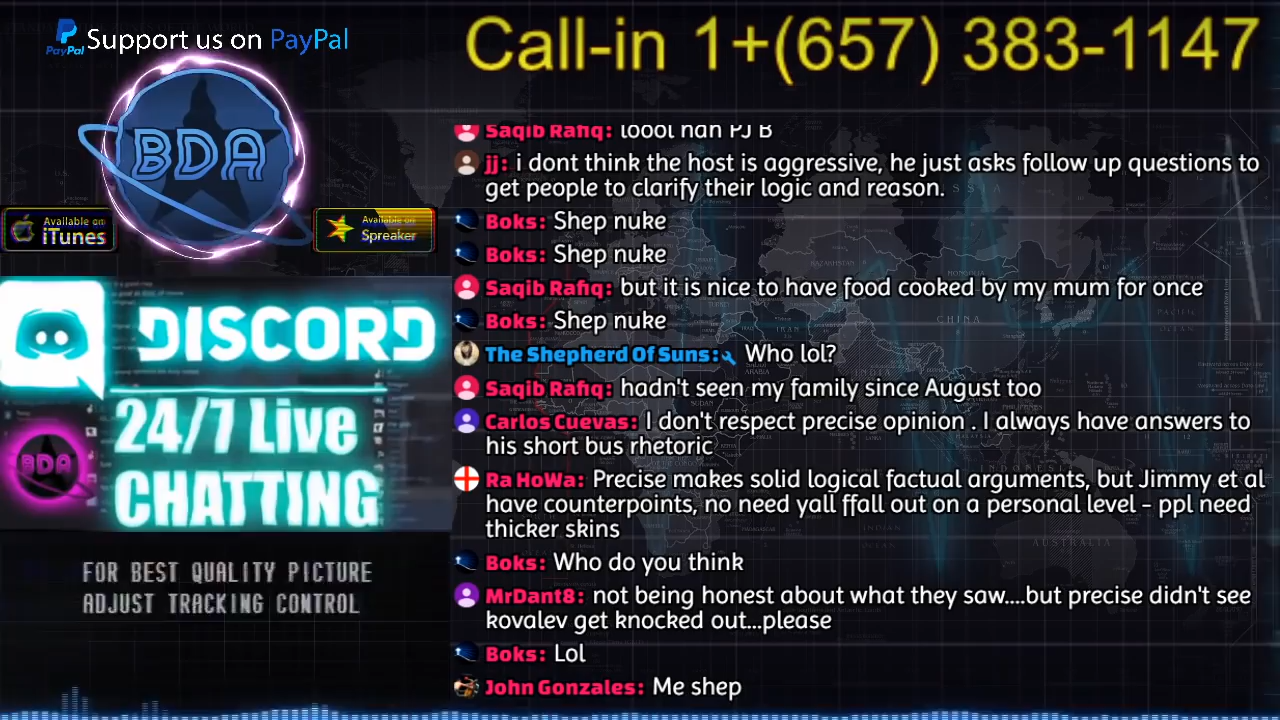 Support us on PayPal
PayPal
Call-in 1+(657) 383-1147
BDA
Available on
iTunes
Available on
Spreaker
DISCORD
24/7 Live
CHATTING
BDA
FOR BEST QUALITY PICTURE
ADJUST TRACKING CONTROL
Saqib Rafiq: toool nah PJ B
jj: i dont think the host is aggressive, he just asks follow up questions to
get people to clarify their logic and reason.
Boks: Shep nuke
Boks: Shep nuke
Saqib Rafiq: but it is nice to have food cooked by my mum for once
Boks: Shep nuke
The Shepherd Of Suns: Who lol?
Saqib Rafiq: hadn't seen my family since August too
Carlos Cuevas: I don't respect precise opinion . I always have answers to
his short bus rhetoric
Ra HoWa: Precise makes solid logical factual arguments, but Jimmy et al
have counterpoints, no need yall ffall out on a personal level - ppl need
thicker skins
Boks: Who do you think
MrDant8: not being honest about what they saw....but precise didn't see
kovalev get knocked out...please
Boks: Lol
John Gonzales: Me shep